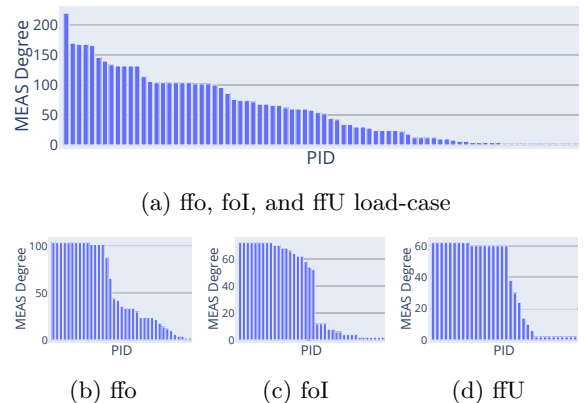 MEAS Degree
200
150
100
50
0
PID
(a) ffo, foI, and ffU load-case
MEAS Degree
100
50
0
PID
MEAS Degree
60
40
20
0
PID
MEAS Degree
60
40
20
0
PID
(b) ffo
(c) foI
(d) ffU